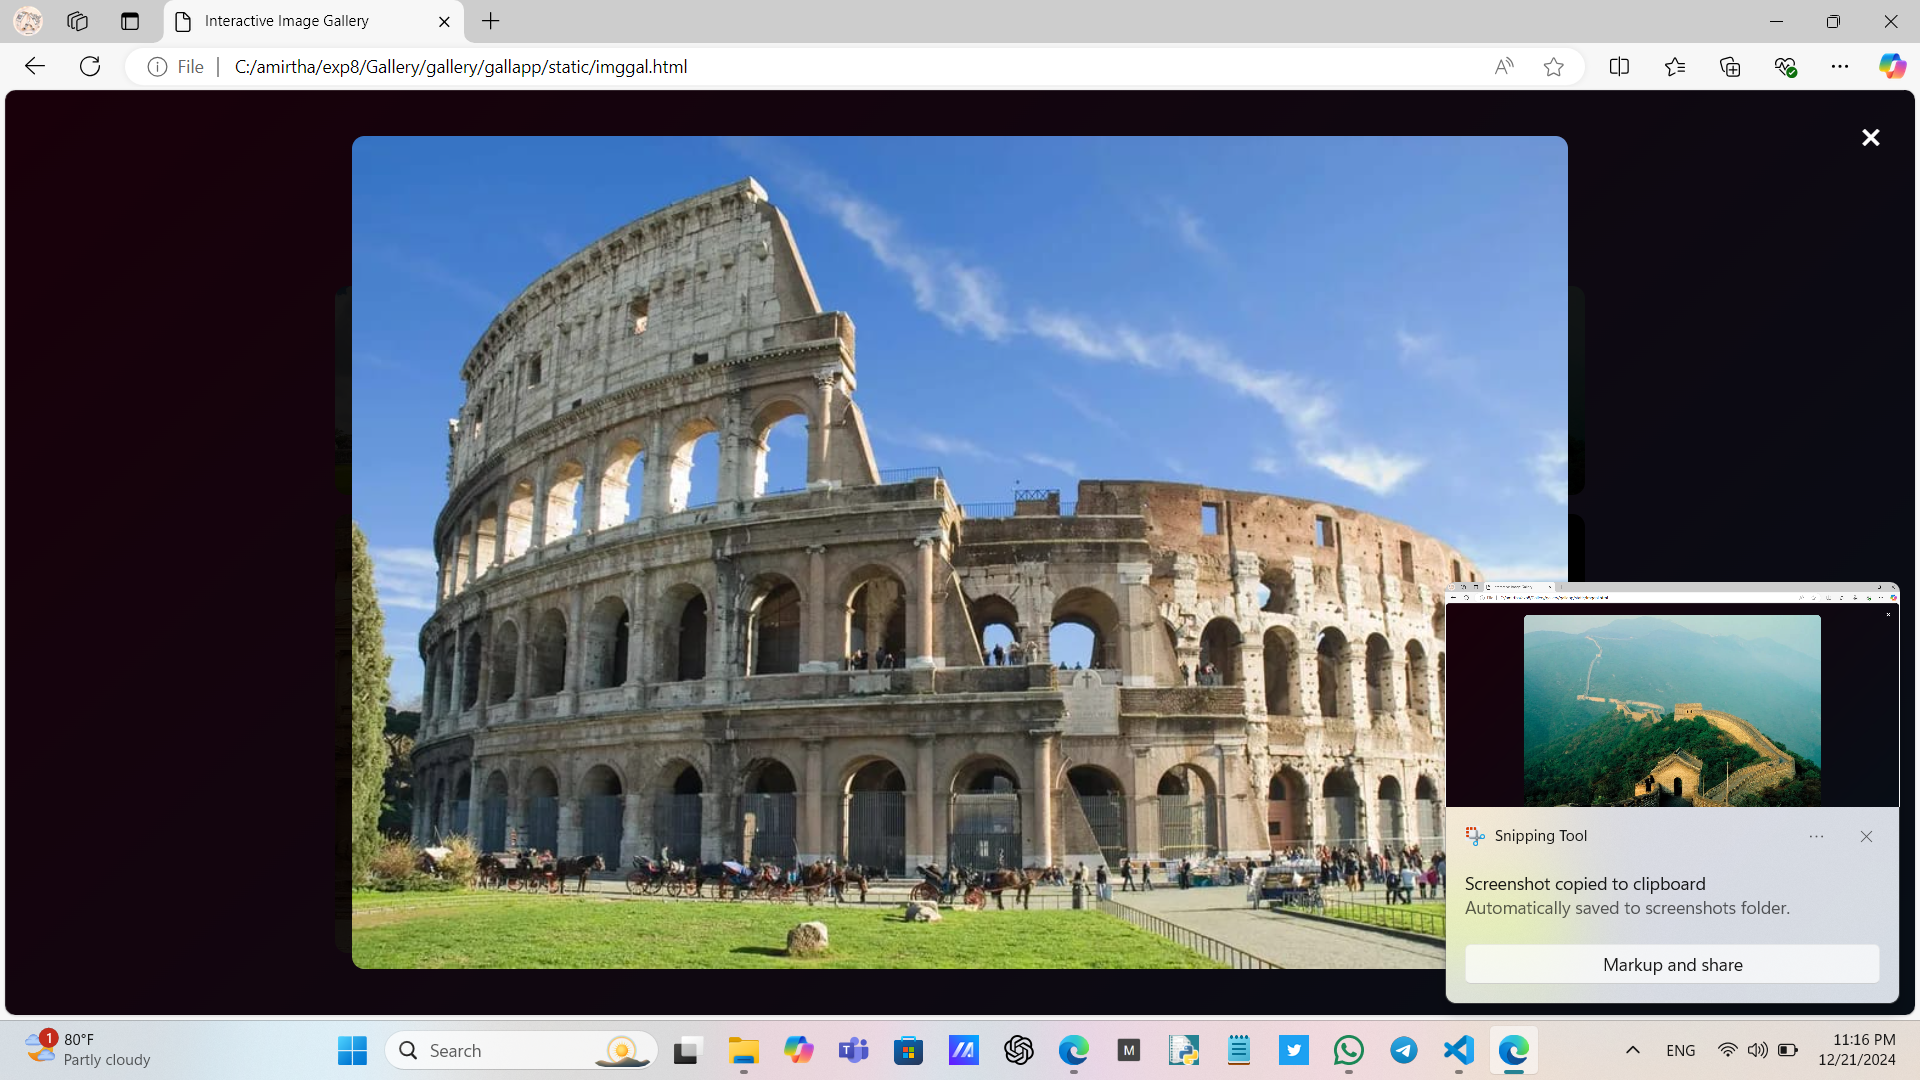 Interactive Image Gallery
File
C:/amirtha/exp8/Gallery/gallery/gallapp/static/imggal.html
Snipping Tool
Screenshot copied to clipboard
Automatically saved to screenshots folder.
Markup and share
1
80°F
Partly cloudy
Search
M
ENG
11:16 PM
12/21/2024